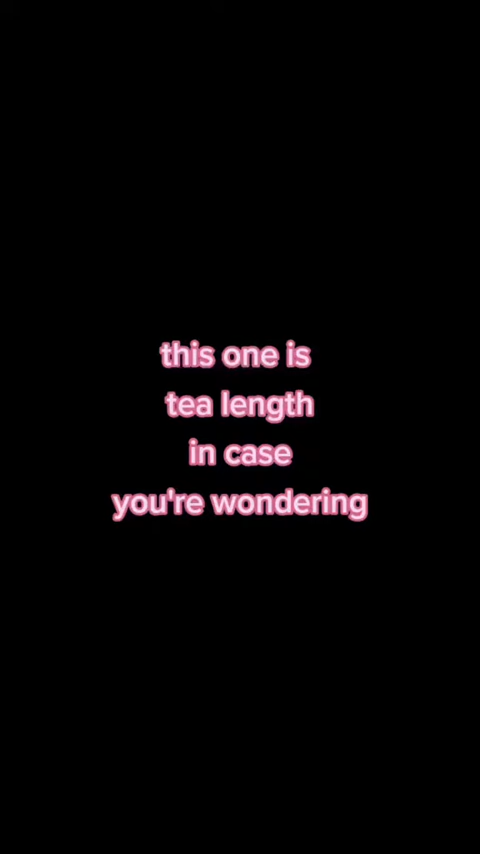 this one is
tea length
in case
you're wondering